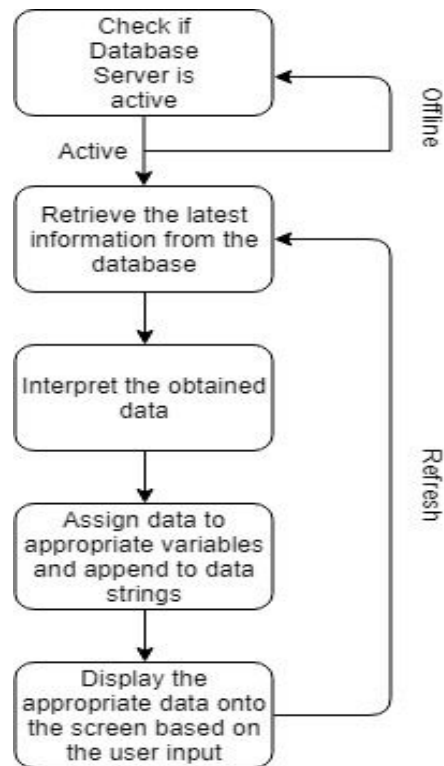 Check if
Database
Server is
active
Offline
Active
Retrieve the latest
information from the
database
Interpret the obtained
data
Refresh
Assign data to
appropriate variables
and append to data
strings
Display the
appropriate data onto
the screen based on
the user input